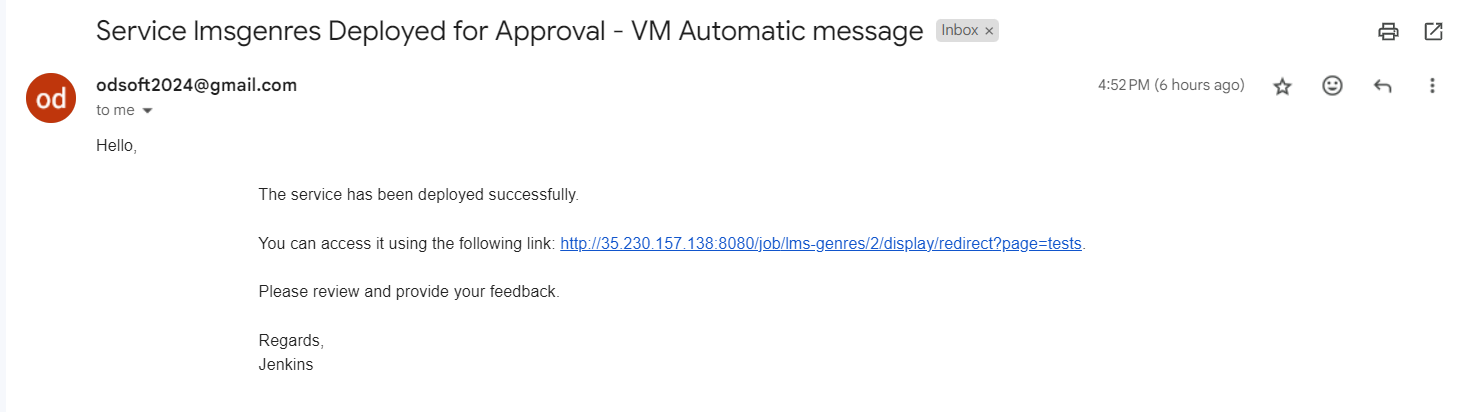 Service lmsgenres Deployed for Approval - VM Automatic message Inbox ×
od
odsoft2024@gmail.com 4:52 PM (6 hours ago)
to me
Hello,
The service has been deployed successfully.
You can access it using the following link: http://35.230.157.138:8080/job/lms-genres/2/display/redirect?page=tests.
Please review and provide your feedback.
Regards,
Jenkins